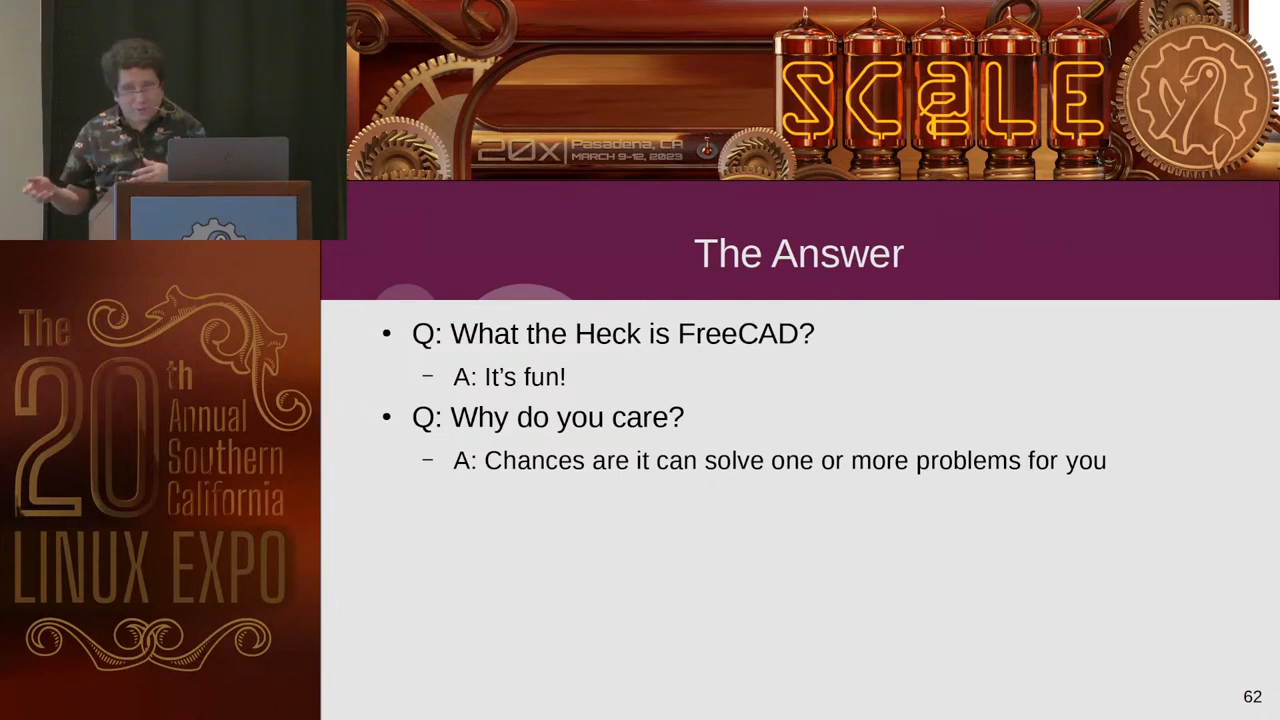 SCaLE
20x
Pasadena, CA
MARCH 9-12, 2023
The Answer
• Q: What the Heck is FreeCAD?
– A: It’s fun!
• Q: Why do you care?
– A: Chances are it can solve one or more problems for you
The
20th
Annual
Southern
California
LINUX EXPO
62